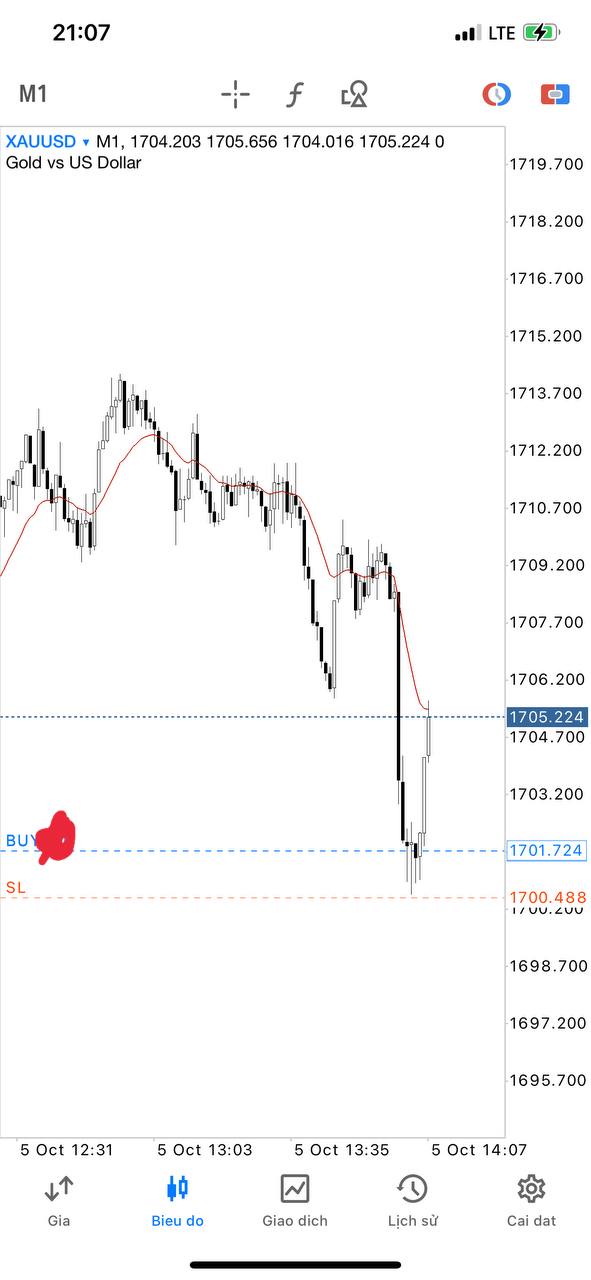 21:07
LTE
M1
f
XAUUSD ▾ M1, 1704.203 1705.656 1704.016 1705.224 0
Gold vs US Dollar
1719.700
1718.200
1716.700
1715.200
1713.700
1712.200
1710.700
1709.200
1707.700
1706.200
1705.224
1704.700
1703.200
BUY
1701.724
SL
1700.488
1700.200
1698.700
1697.200
1695.700
5 Oct 12:31 5 Oct 13:03 5 Oct 13:35 5 Oct 14:07
Gia Bieu do Giao dich Lịch sử Cai dat